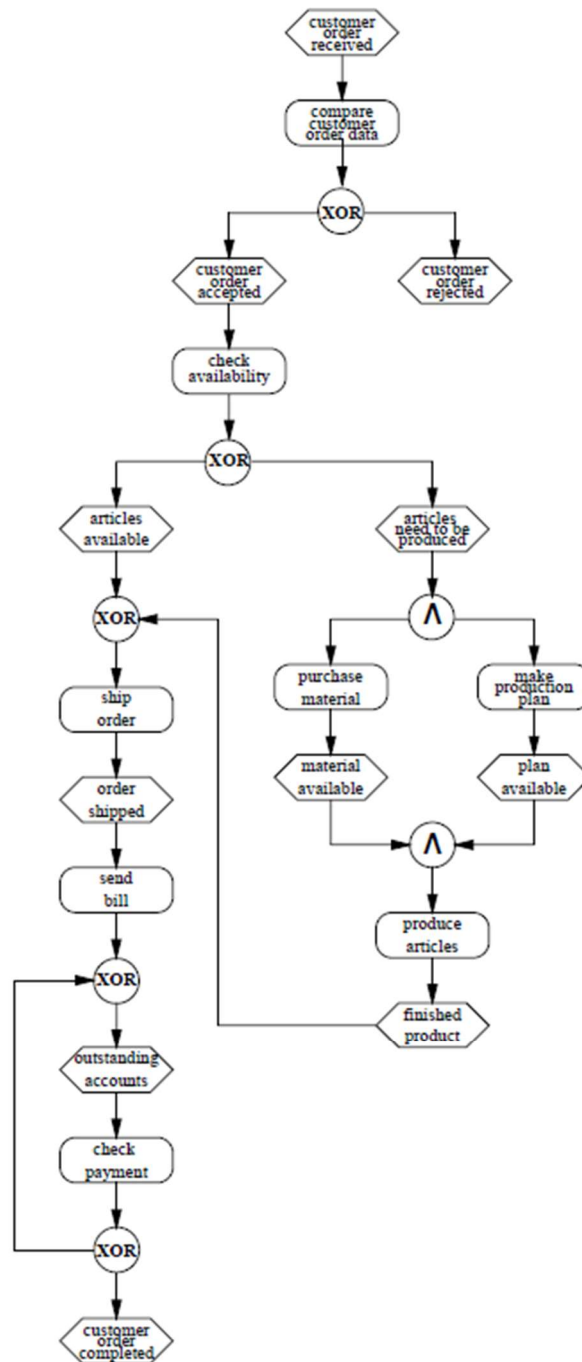 customer
order
received
compare
customer
order data
XOR
customer
order
accepted
customer
order
rejected
check
availability
XOR
articles
available
articles
need to be
produced
XOR
Λ
purchase
material
make
production
plan
ship
order
material
available
plan
available
order
shipped
Λ
send
bill
produce
articles
XOR
finished
product
outstanding
accounts
check
payment
XOR
customer
order
completed